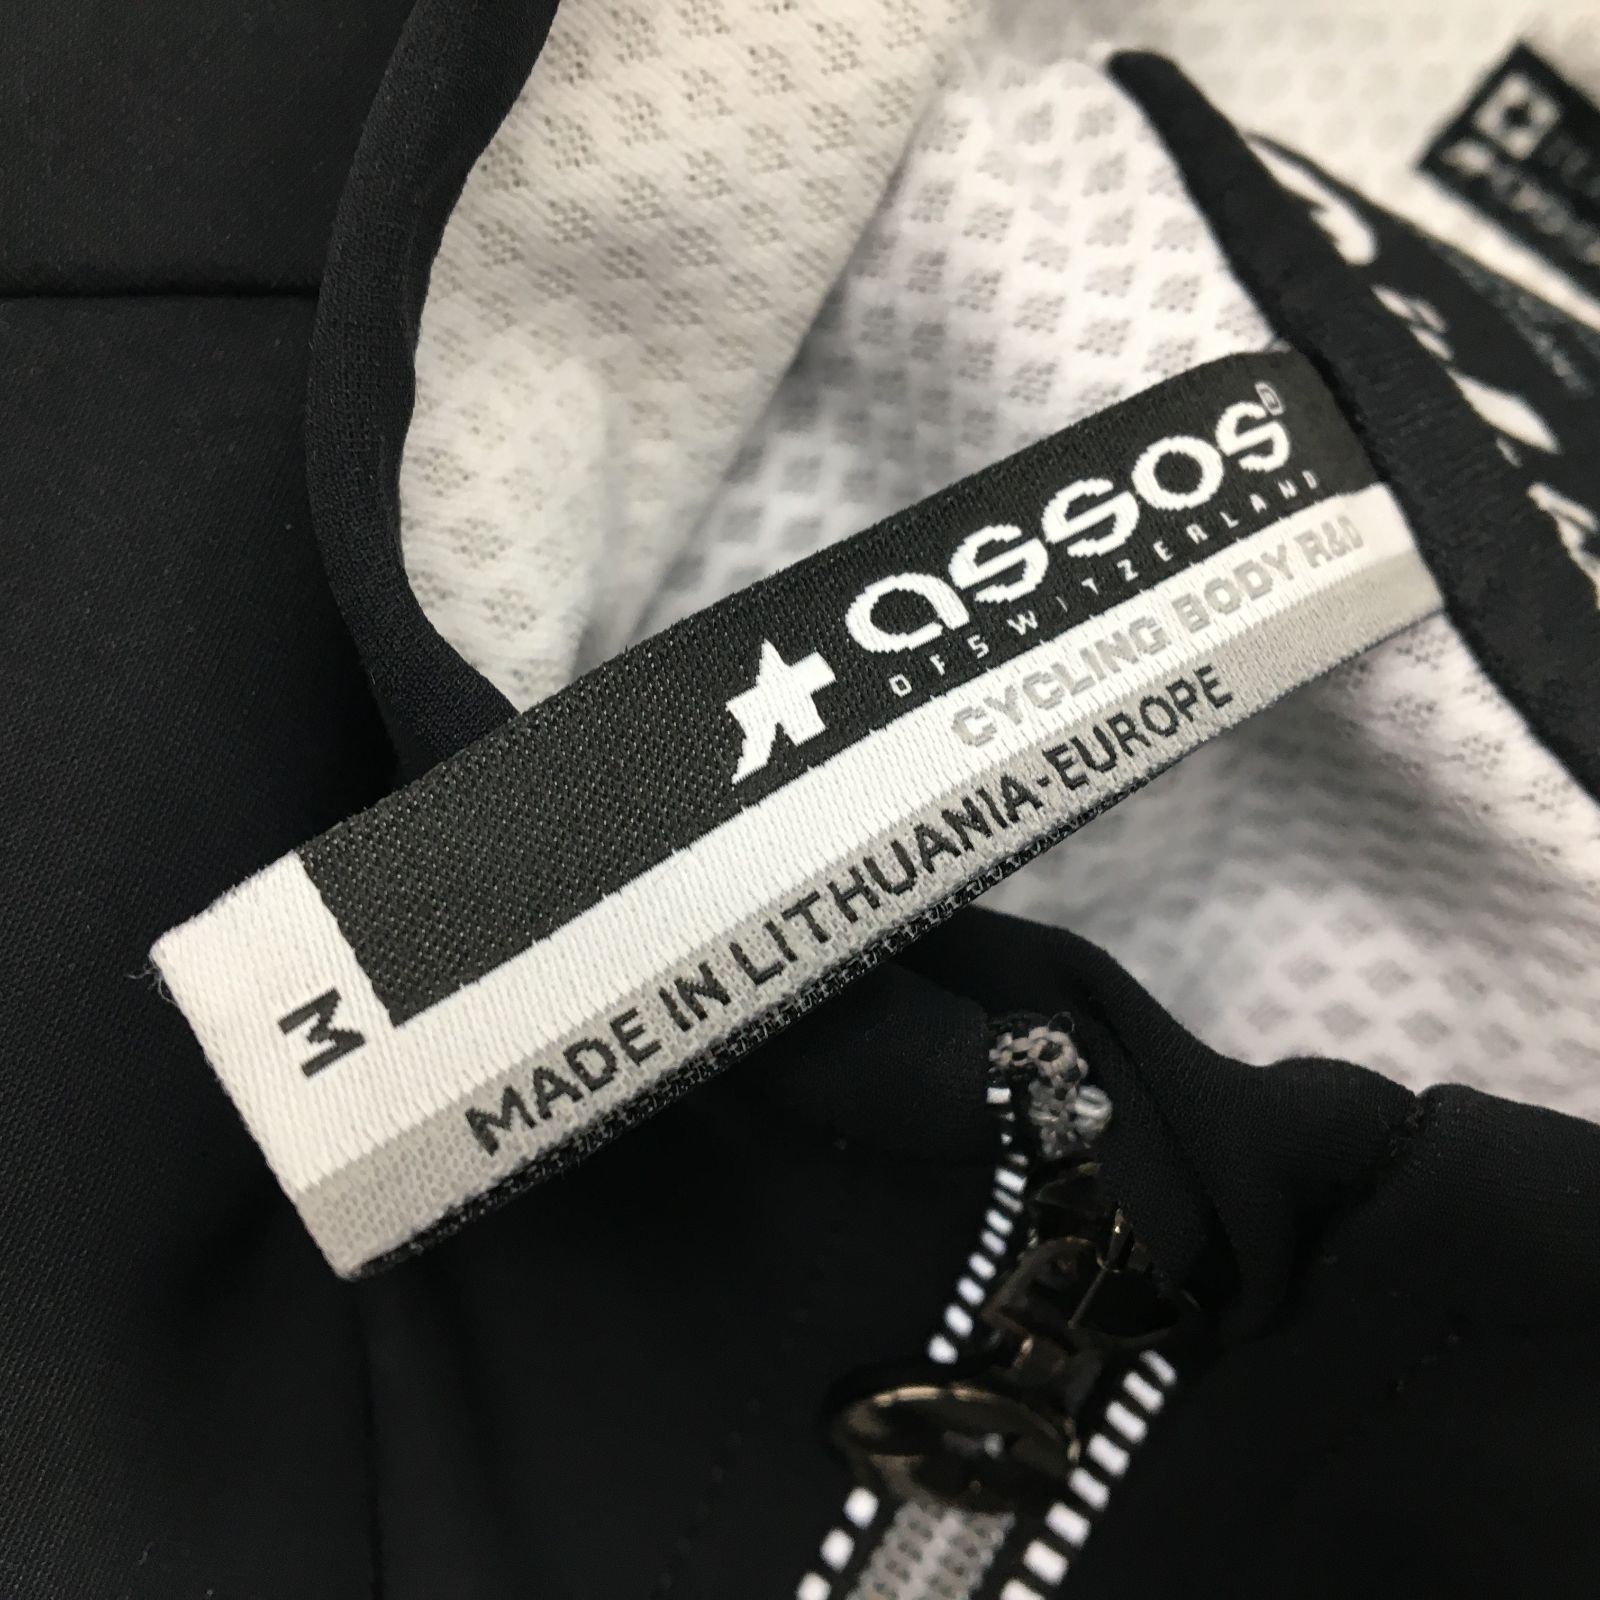 assos®
OF SWITZERLAND
CYCLING BODY R&D
MADE IN LITHUANIA-EUROPE
M